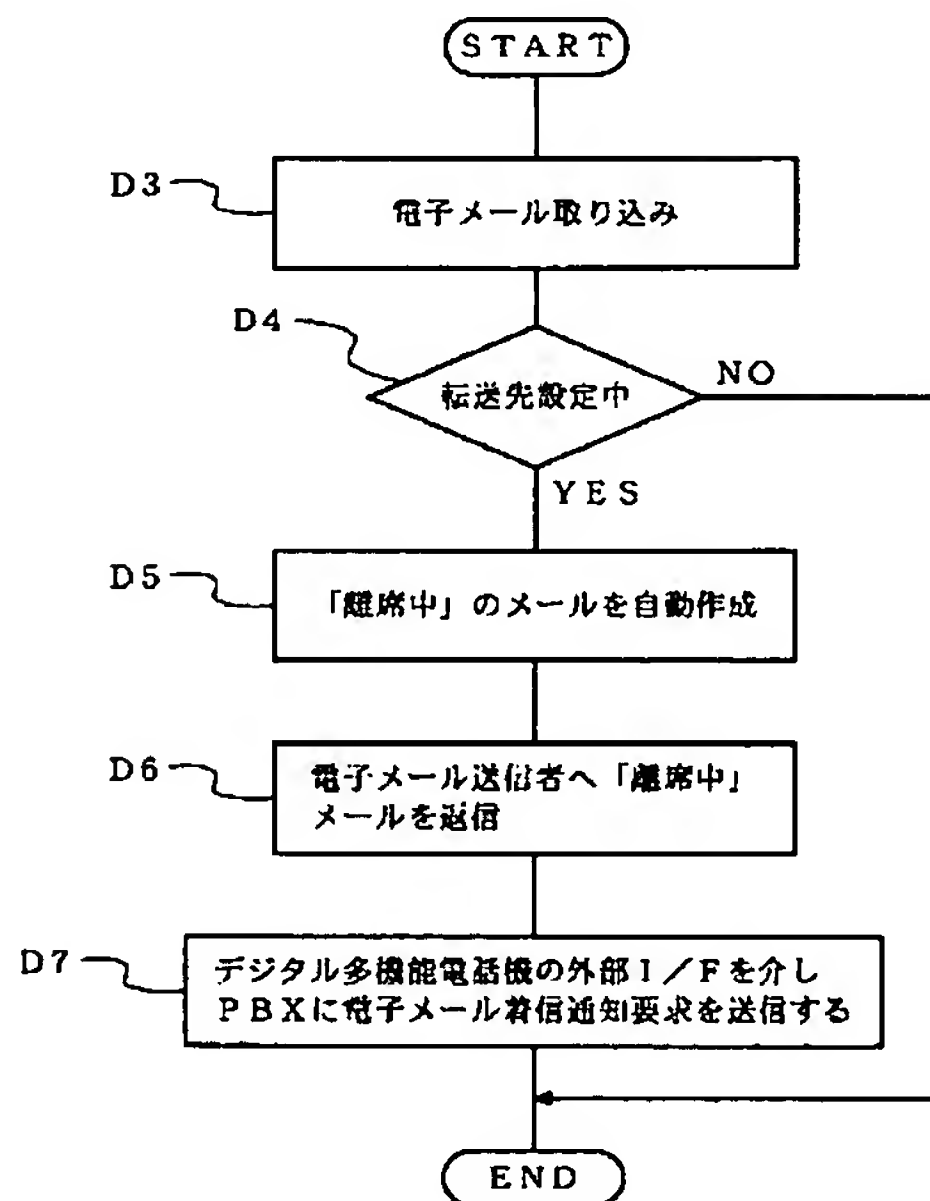 START
D3
電子メール取り込み
D4
転送先設定中
NO
YES
D5
「離席中」のメールを自動作成
D6
電子メール送信者へ「離席中」
メールを返信
D7
デジタル多機能電話機の外部I/Fを介し
PBXに電子メール着信通知要求を送信する
END